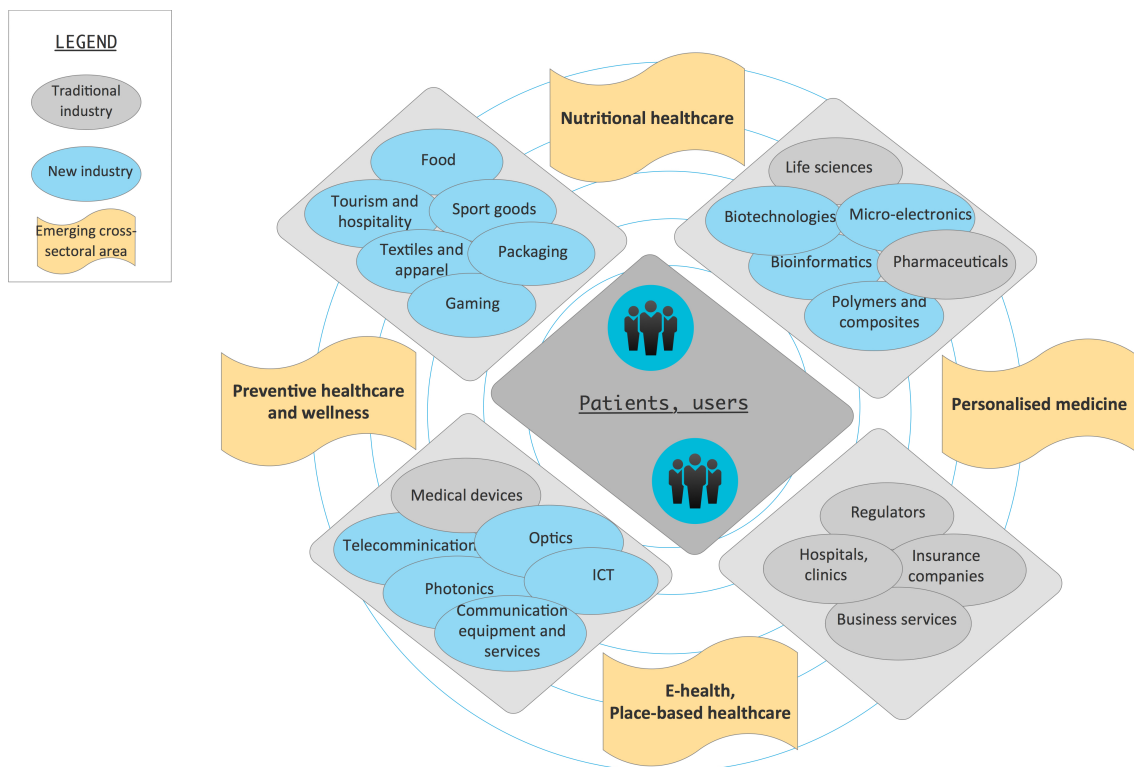 LEGEND
Traditional
industry
New industry
Emerging cross-
sectoral area
Nutritional healthcare
Food
Tourism and
hospitality
Sport goods
Textiles and
apparel
Packaging
Gaming
Life sciences
Biotechnologies
Micro-electronics
Bioinformatics
Pharmaceuticals
Polymers and
composites
Preventive healthcare
and wellness
Patients, users
Personalised medicine
Medical devices
Telecomminication
Optics
Photonics
ICT
Communication
equipment and
services
Regulators
Hospitals,
clinics
Insurance
companies
Business services
E-health,
Place-based healthcare